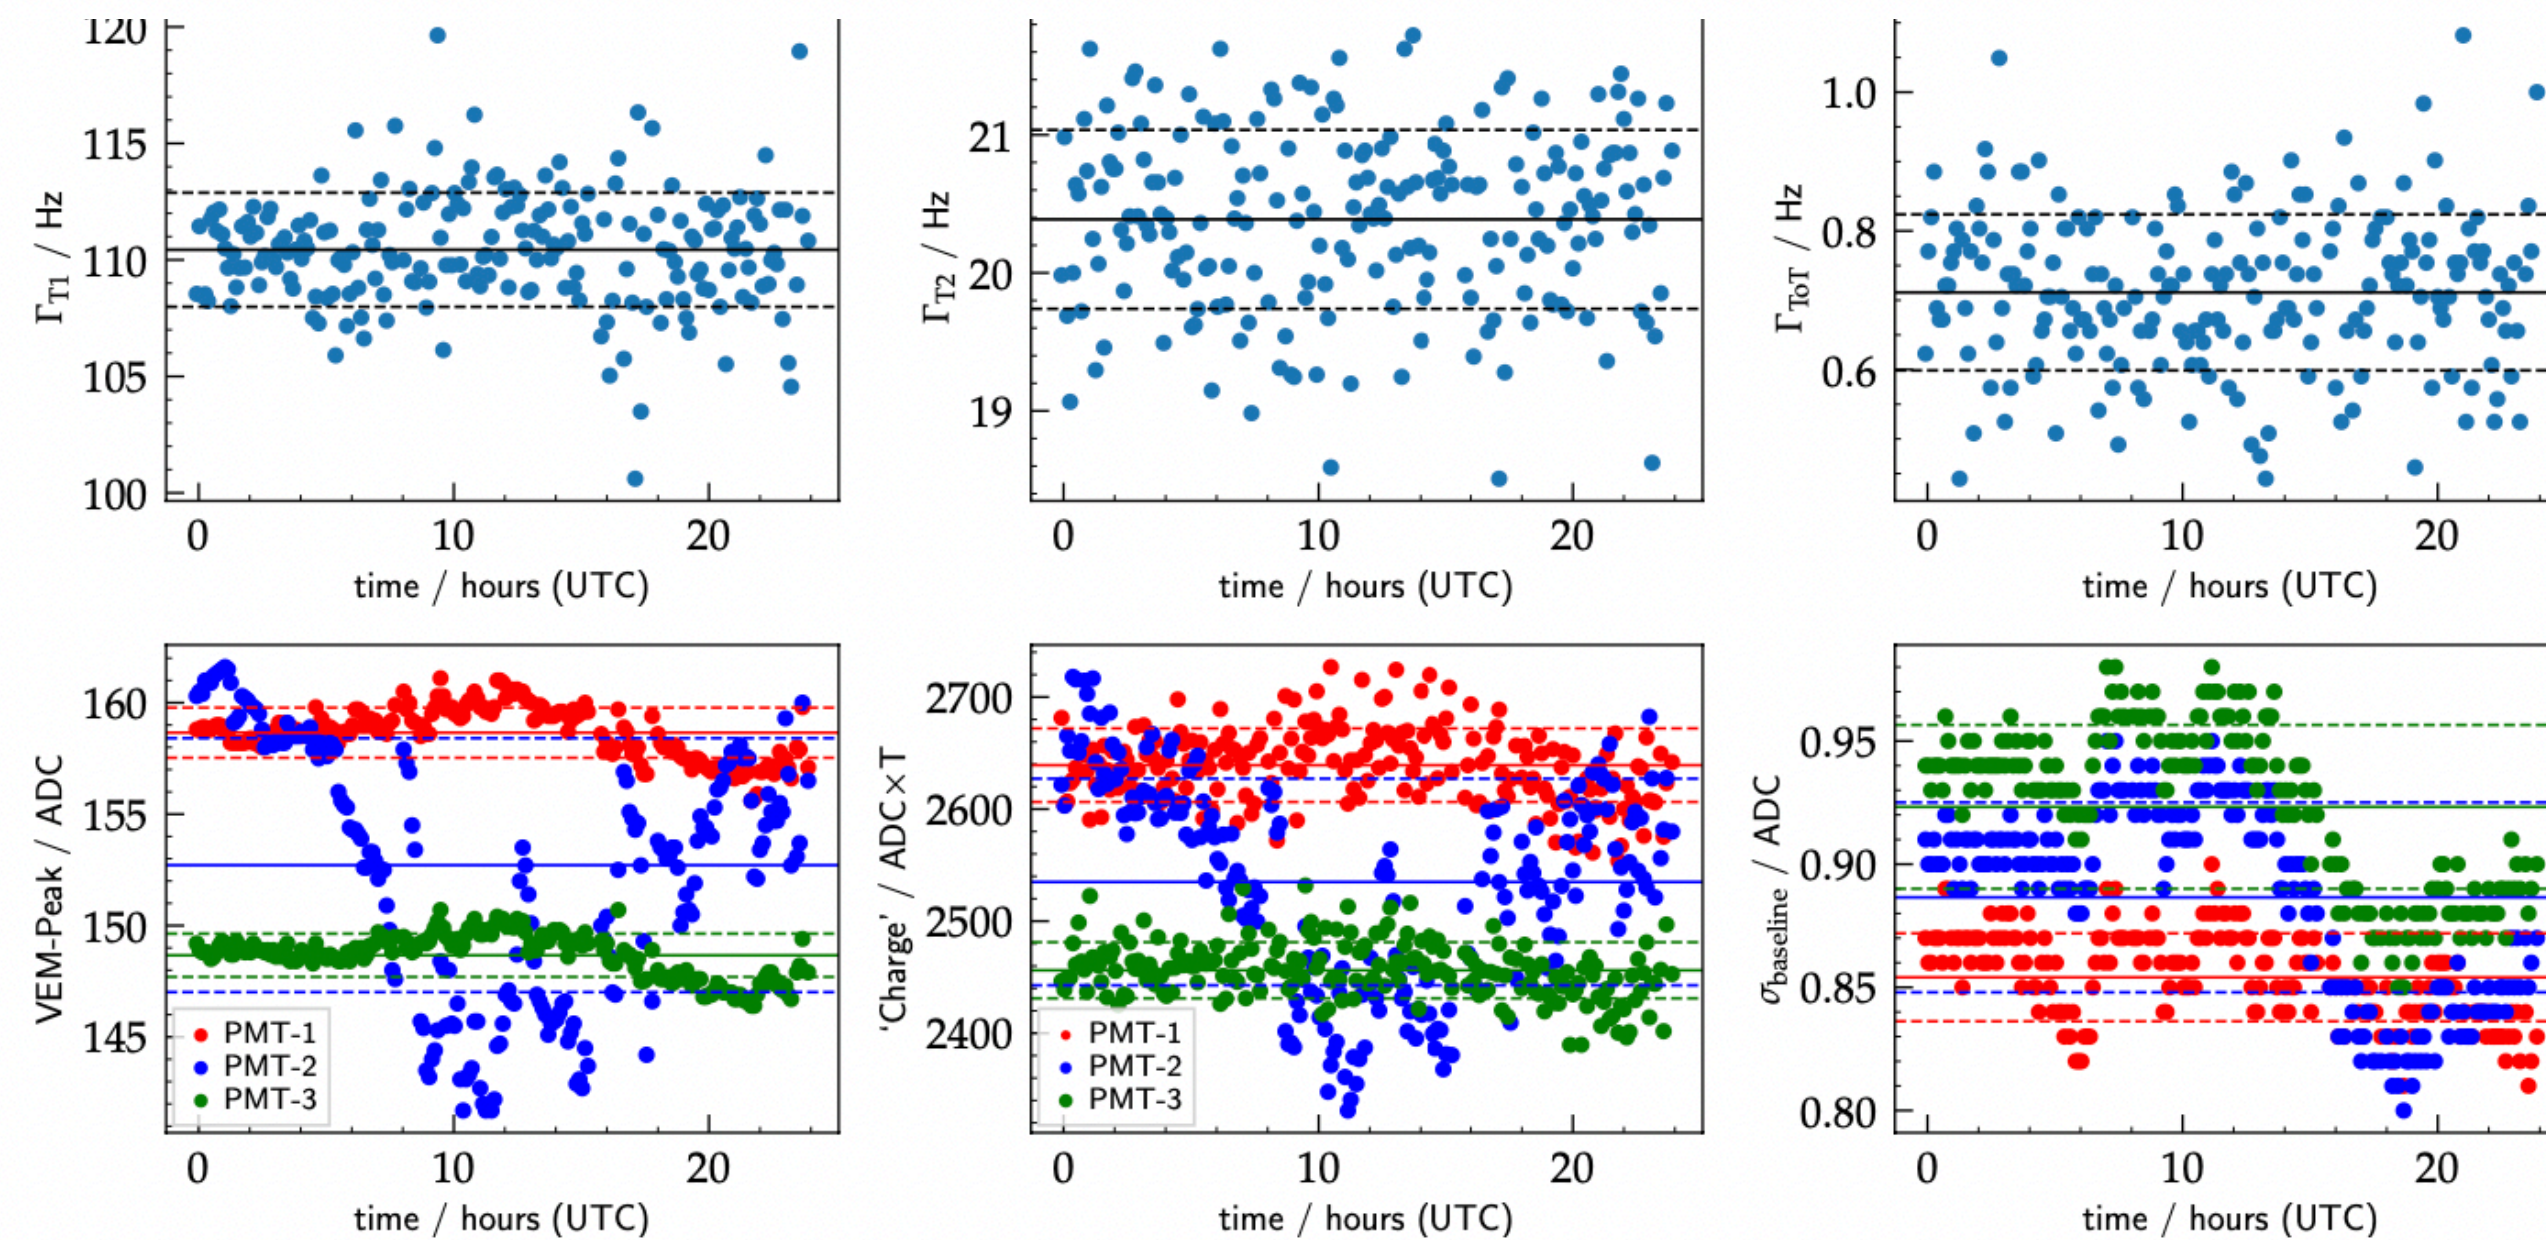 120
115
110
105
100
Γ_T1 / Hz
0 10 20
time / hours (UTC)
21
20
19
Γ_T2 / Hz
0 10 20
time / hours (UTC)
1.0
0.8
0.6
Γ_ToT / Hz
0 10 20
time / hours (UTC)
160
155
150
145
VEM-Peak / ADC
PMT-1
PMT-2
PMT-3
0 10 20
time / hours (UTC)
2700
2600
2500
2400
‘Charge’ / ADC×T
PMT-1
PMT-2
PMT-3
0 10 20
time / hours (UTC)
0.95
0.90
0.85
0.80
σ_baseline / ADC
0 10 20
time / hours (UTC)